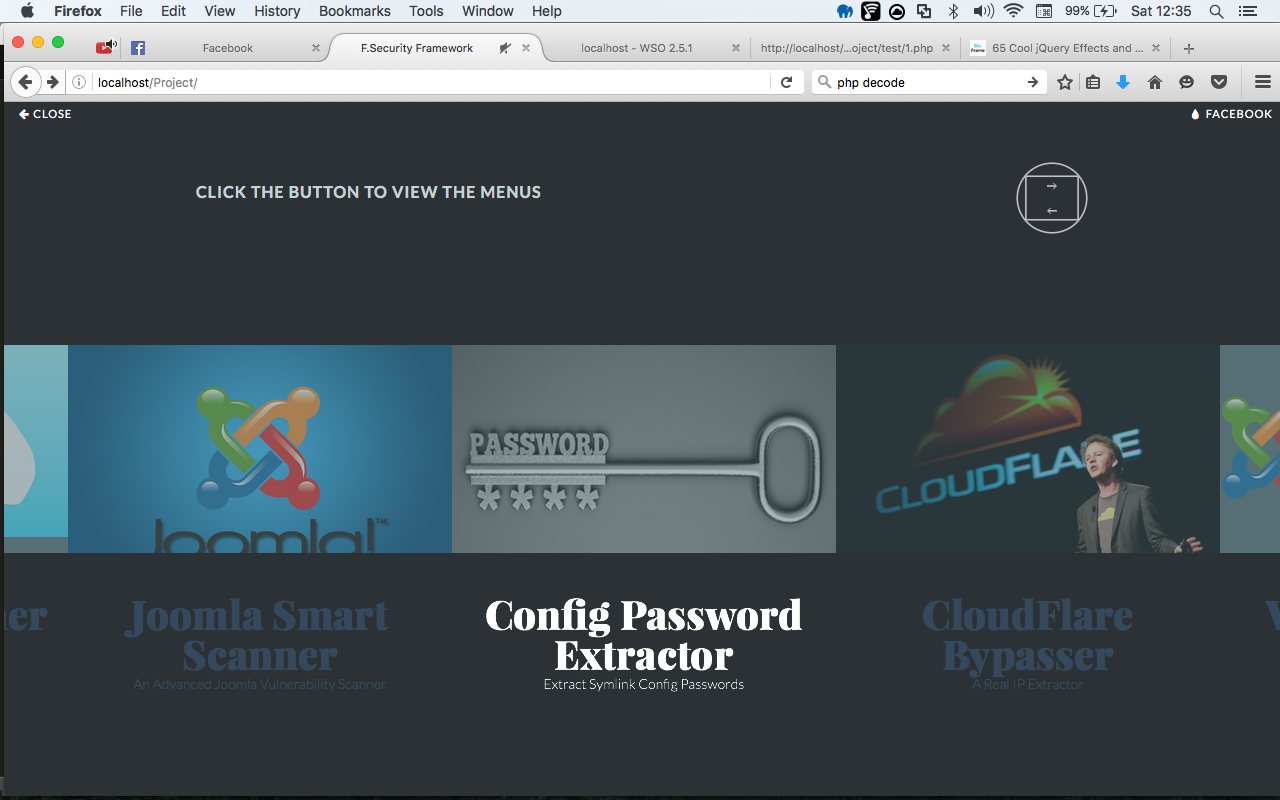 Firefox File Edit View History Bookmarks Tools Window Help 99% Sat 12:35
Facebook F.Security Framework localhost - WSO 2.5.1 http://localhost/...oject/test/1.php 65 Cool jQuery Effects and ...
localhost/Project/ php decode
CLOSE FACEBOOK
CLICK THE BUTTON TO VIEW THE MENUS
PASSWORD
****
CLOUDFLARE
Joomla!™
er Joomla Smart Config Password CloudFlare
Scanner Extractor Bypasser
An Advanced Joomla Vulnerability Scanner Extract Symlink Config Passwords A Real IP Extractor